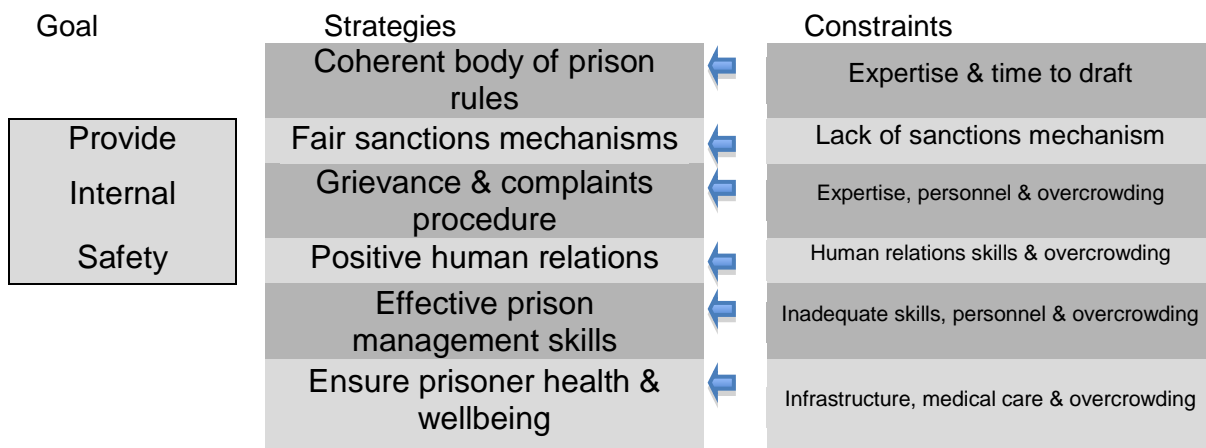 Goal Strategies Constraints
Coherent body of prison
rules
Expertise & time to draft
Provide
Fair sanctions mechanisms
Lack of sanctions mechanism
Internal
Grievance & complaints
procedure
Expertise, personnel & overcrowding
Safety
Positive human relations
Human relations skills & overcrowding
Effective prison
management skills
Inadequate skills, personnel & overcrowding
Ensure prisoner health &
wellbeing
Infrastructure, medical care & overcrowding